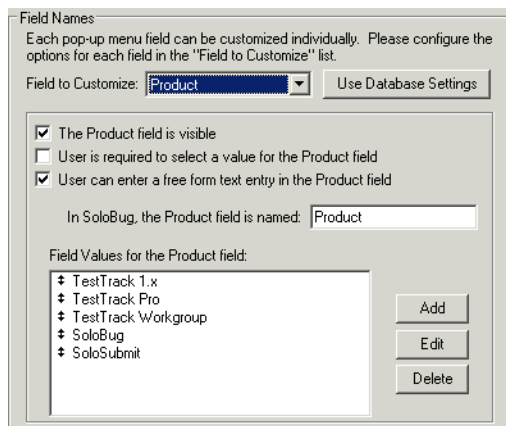 Field Names
Each pop-up menu field can be customized individually. Please configure the
options for each field in the "Field to Customize" list.
Field to Customize: Product Use Database Settings
The Product field is visible
User is required to select a value for the Product field
User can enter a free form text entry in the Product field
In SoloBug, the Product field is named: Product
Field Values for the Product field:
TestTrack 1.x
TestTrack Pro
TestTrack Workgroup
SoloBug
SoloSubmit
Add
Edit
Delete